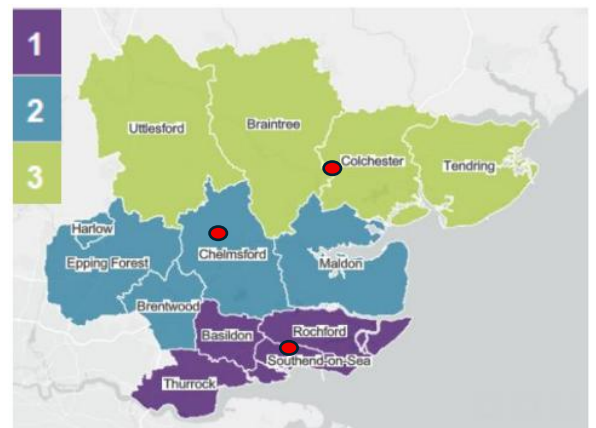 1
2
3
Uttlesford
Braintree
Colchester
Tendring
Harlow
Epping Forest
Chelmsford
Maldon
Brentwood
Basildon
Rochford
Southend-on-Sea
Thurrock